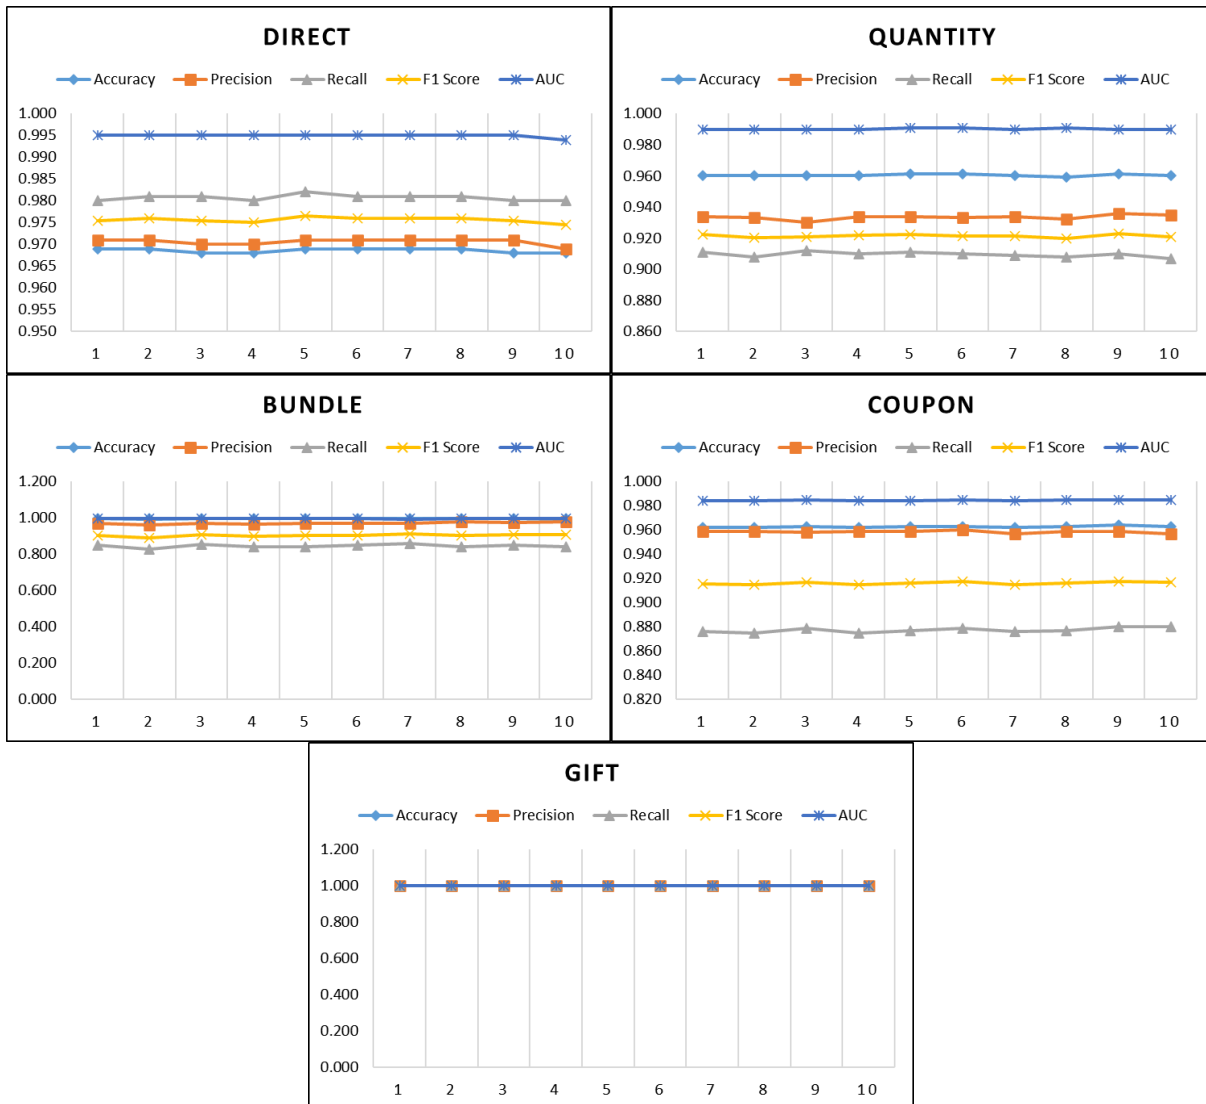 DIRECT
Accuracy Precision Recall F1 Score AUC
1.000
0.995
0.990
0.985
0.980
0.975
0.970
0.965
0.960
0.955
0.950
1 2 3 4 5 6 7 8 9 10
QUANTITY
Accuracy Precision Recall F1 Score AUC
1.000
0.980
0.960
0.940
0.920
0.900
0.880
0.860
1 2 3 4 5 6 7 8 9 10
BUNDLE
Accuracy Precision Recall F1 Score AUC
1.200
1.000
0.800
0.600
0.400
0.200
0.000
1 2 3 4 5 6 7 8 9 10
COUPON
Accuracy Precision Recall F1 Score AUC
1.000
0.980
0.960
0.940
0.920
0.900
0.880
0.860
0.840
0.820
1 2 3 4 5 6 7 8 9 10
GIFT
Accuracy Precision Recall F1 Score AUC
1.200
1.000
0.800
0.600
0.400
0.200
0.000
1 2 3 4 5 6 7 8 9 10